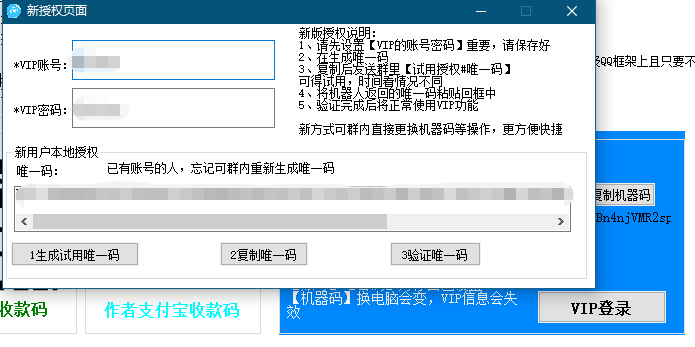 新授权页面
*VIP账号:
*VIP密码:
新版授权说明:
1、请先设置【VIP的账号密码】重要，请保存好
2、在生成唯一码
3、复制后发送群里【试用授权#唯一码】
可得试用，时间看情况不同
4、将机器人返回的唯一码粘贴回框中
5、验证完成后将正常使用VIP功能
新方式可群内直接更换机器码等操作，更方便快捷
QQ框架上且只要不
新用户本地授权
唯一码:
已有账号的人，忘记可群内重新生成唯一码
1生成试用唯一码
2复制唯一码
3验证唯一码
复制机器码
Bn4njVMR2sp
收款码
作者支付宝收款码
【机器码】换电脑会变，VIP信息会失
效
VIP登录